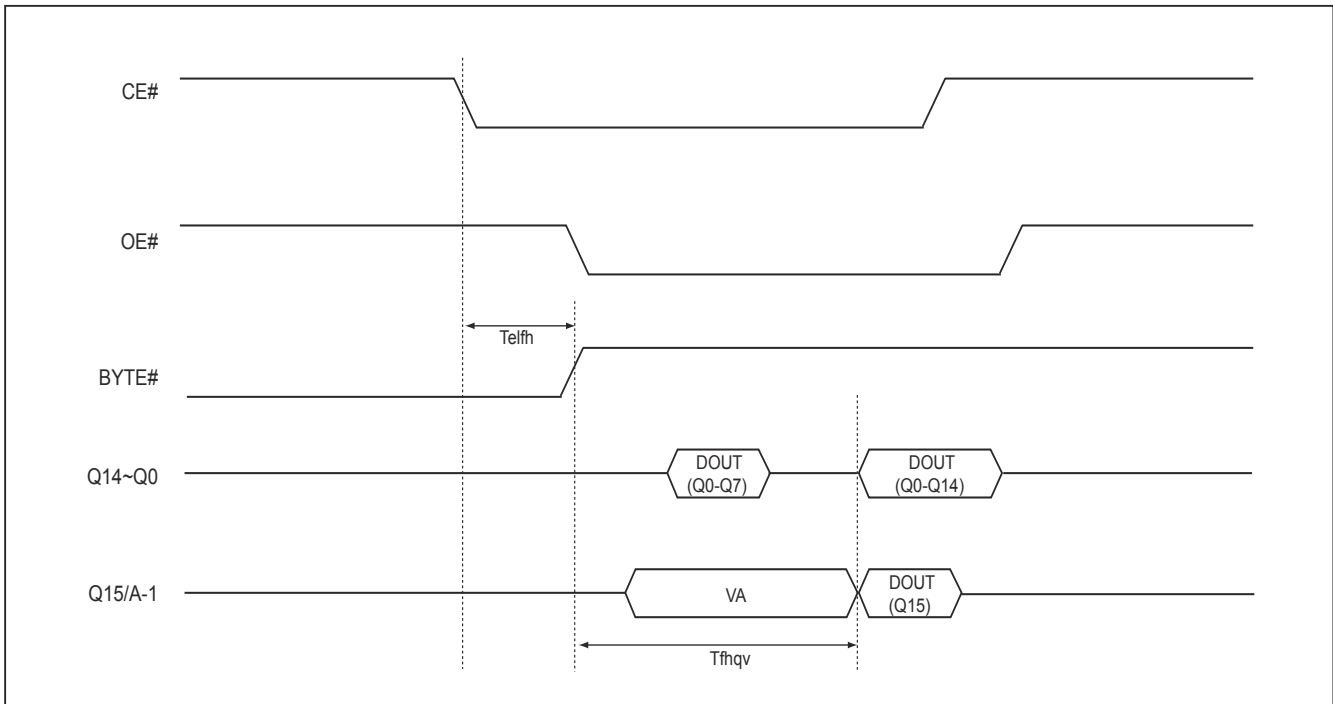 CE#
OE#
Telfh
BYTE#
Q14~Q0
DOUT
(Q0-Q7)
DOUT
(Q0-Q14)
Q15/A-1
VA
DOUT
(Q15)
Tfhqv